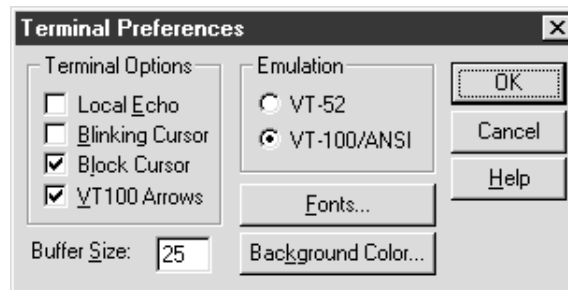 Terminal Preferences
Terminal Options
Local Echo
Blinking Cursor
Block Cursor
VT100 Arrows
Buffer Size: 25
Emulation
VT-52
VT-100/ANSI
Fonts...
Background Color...
OK
Cancel
Help